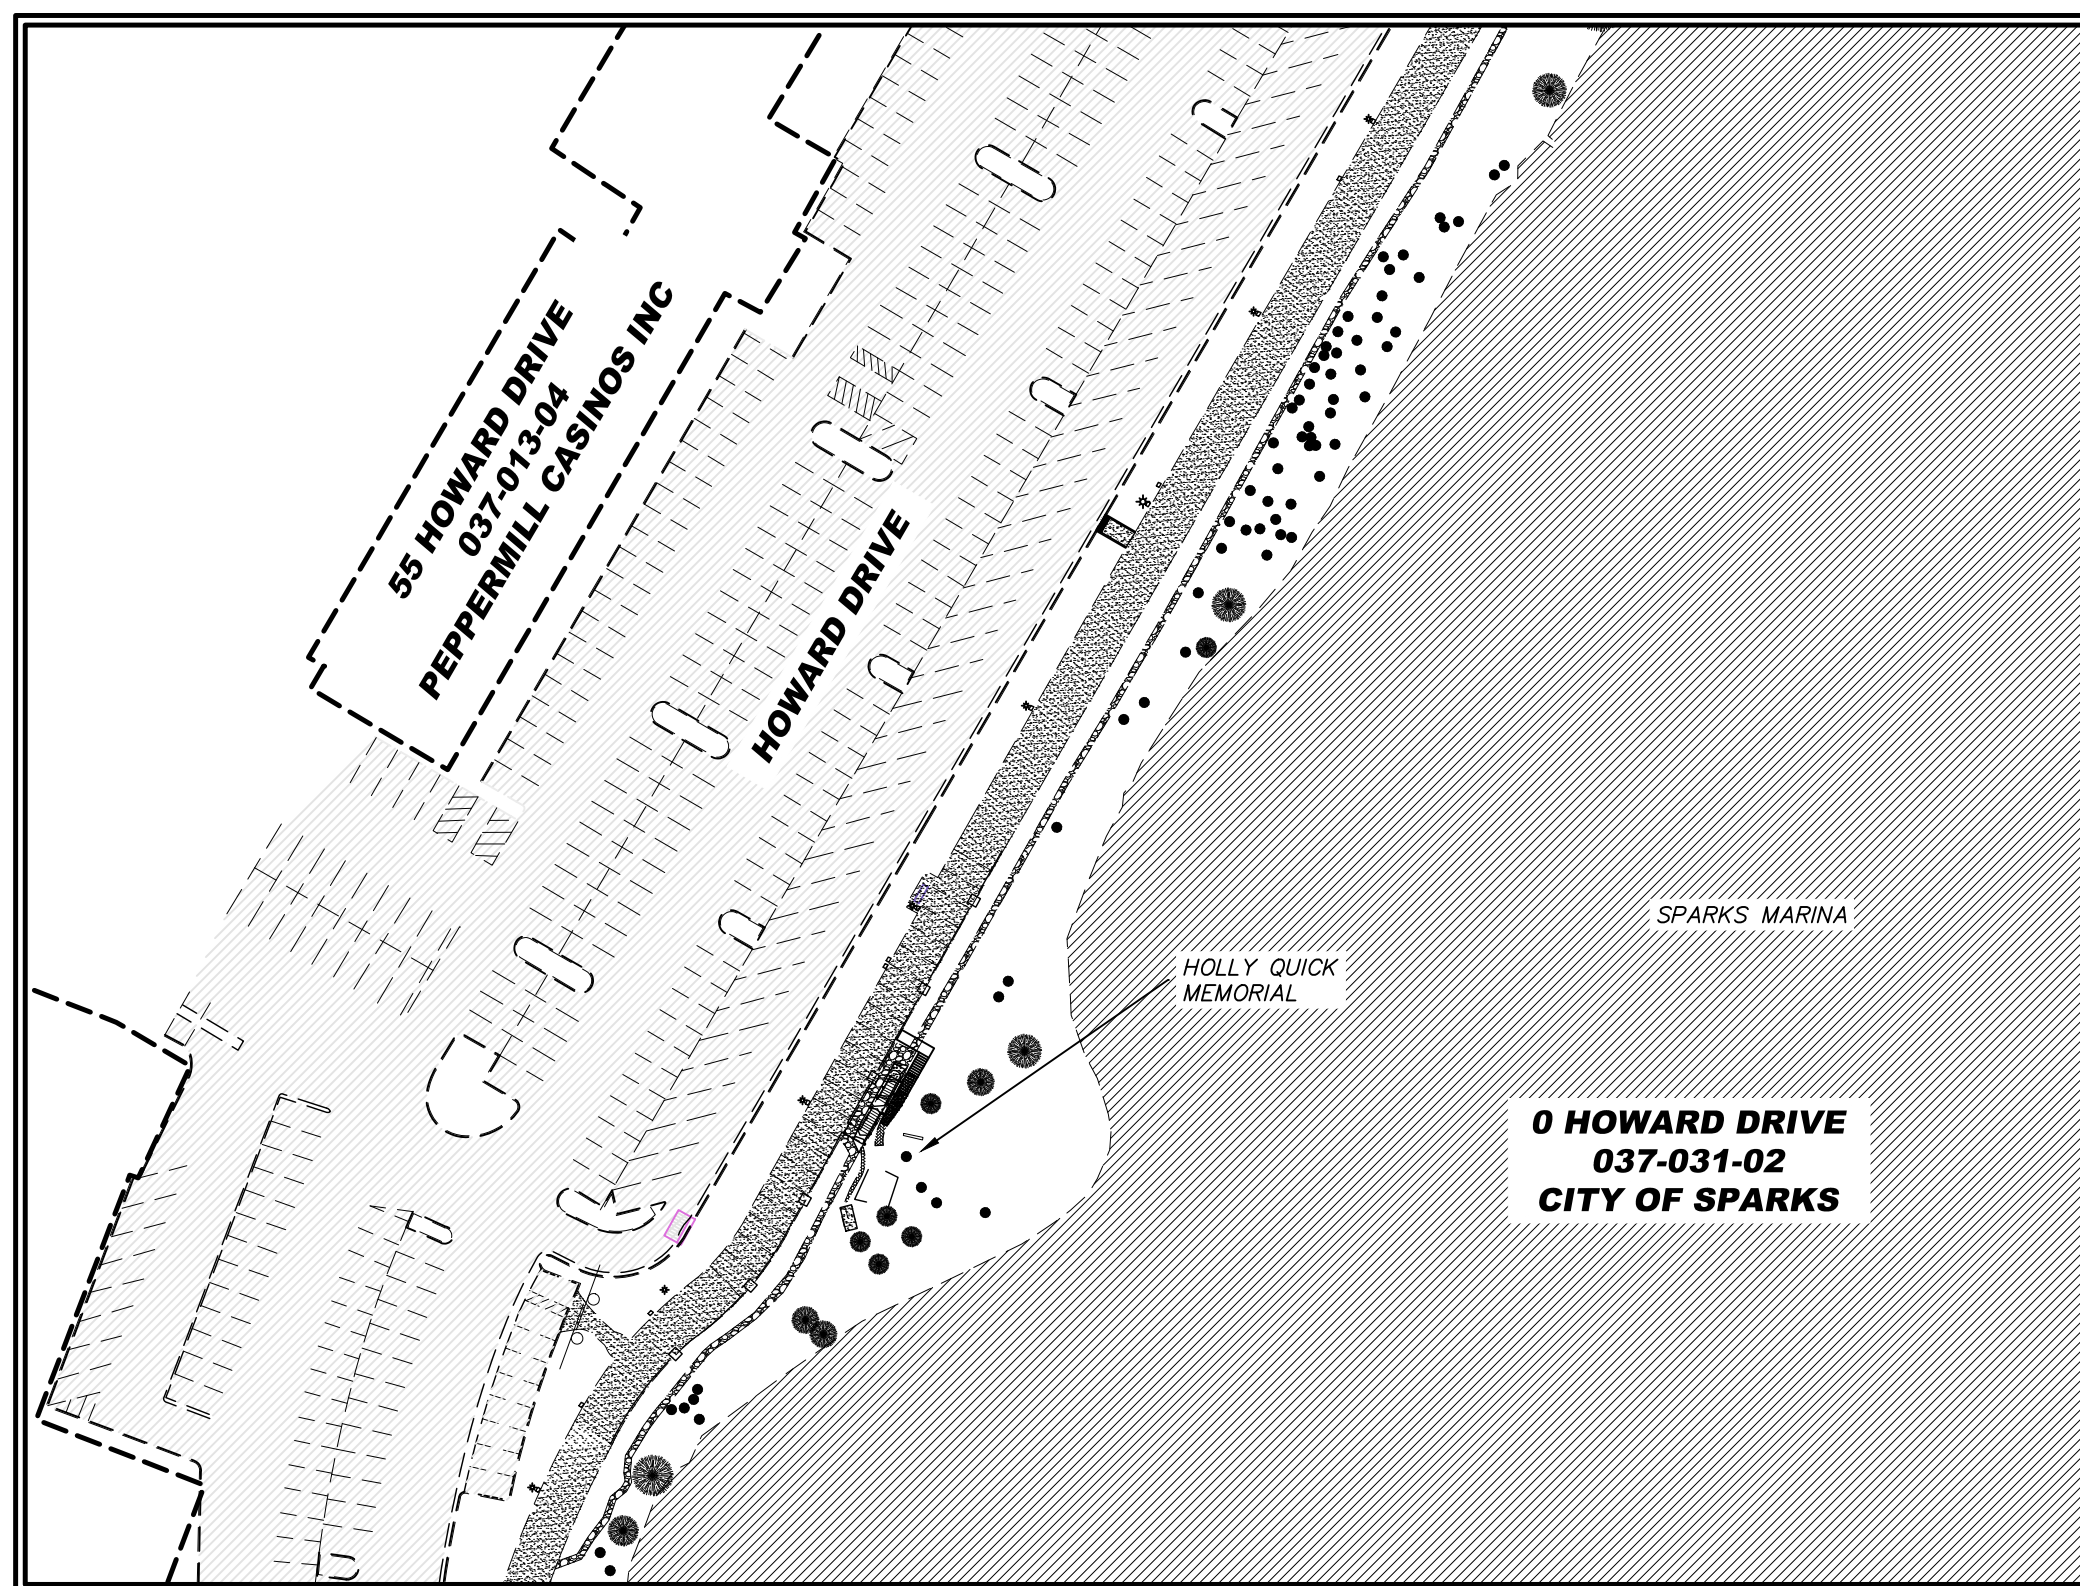 55 HOWARD DRIVE
037-013-04
PEPPERMILL CASINOS INC
HOWARD DRIVE
SPARKS MARINA
HOLLY QUICK
MEMORIAL
0 HOWARD DRIVE
037-031-02
CITY OF SPARKS